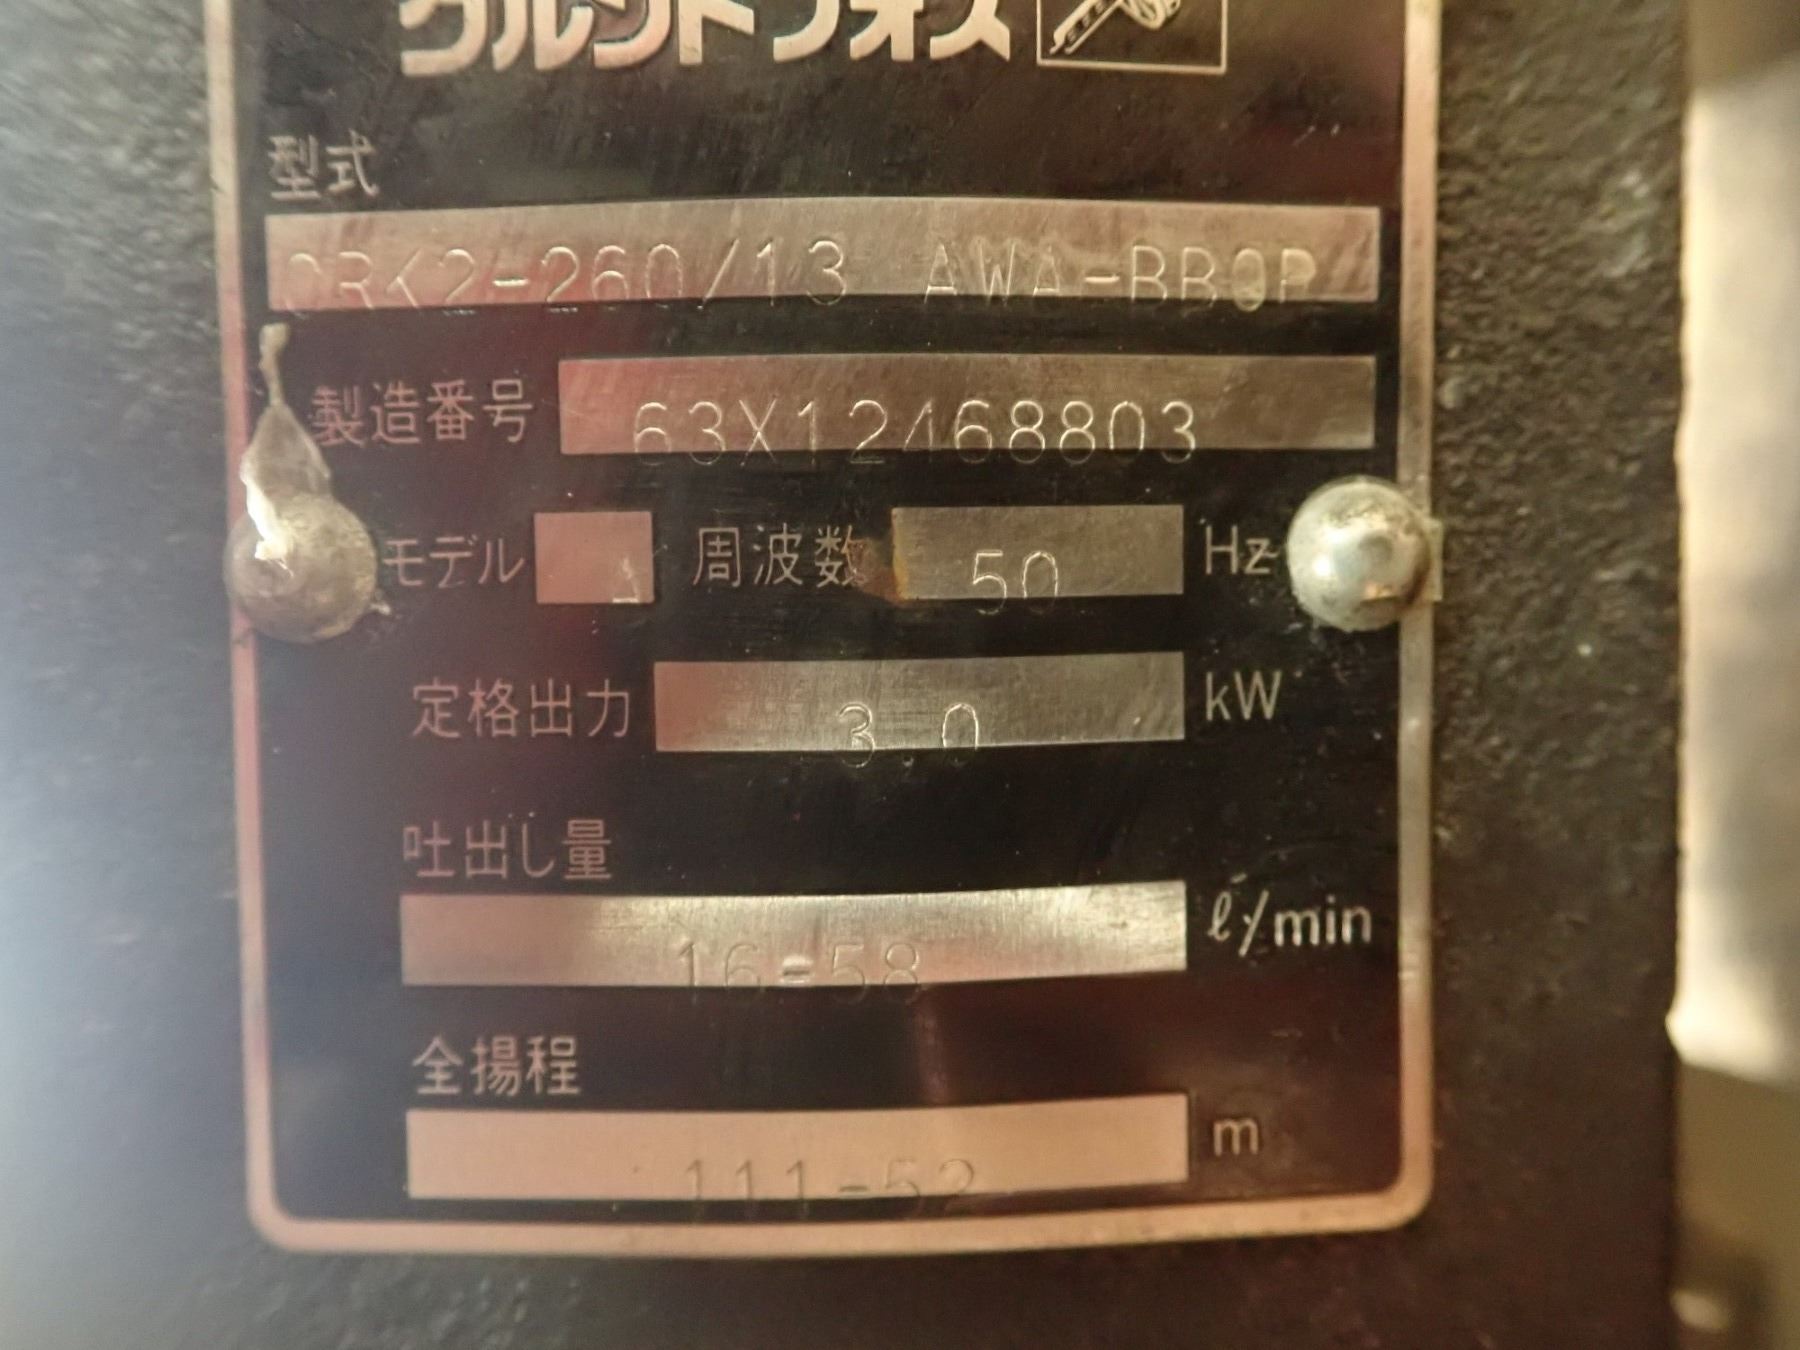 グルンドフォス
型式
CRK2-260/13 AWA-BBQP
製造番号 63X12468803
モデル A 周波数 50 Hz
定格出力 3.0 kW
吐出し量
16-58 ℓ/min
全揚程
111-52 m